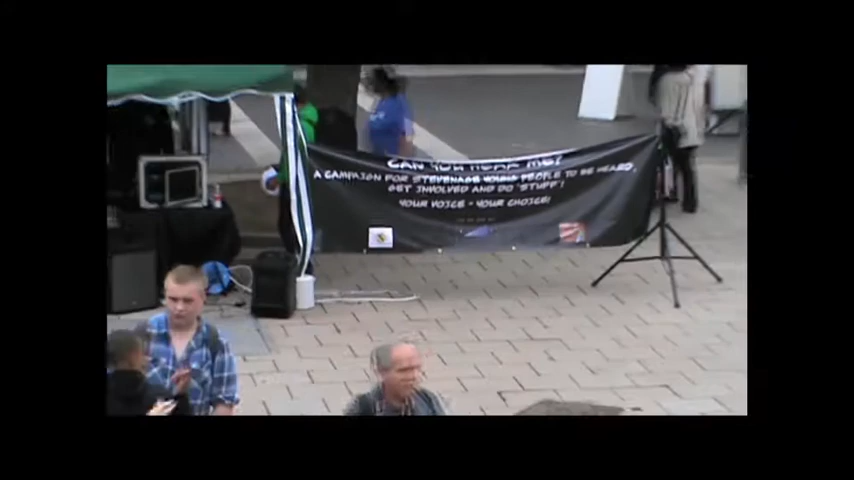 CAN YOU HEAR ME?
A CAMPAIGN FOR STEVENAGE YOUNG PEOPLE TO BE HEARD.
GET INVOLVED AND DO 'STUFF'!
YOUR VOICE - YOUR CHOICE!